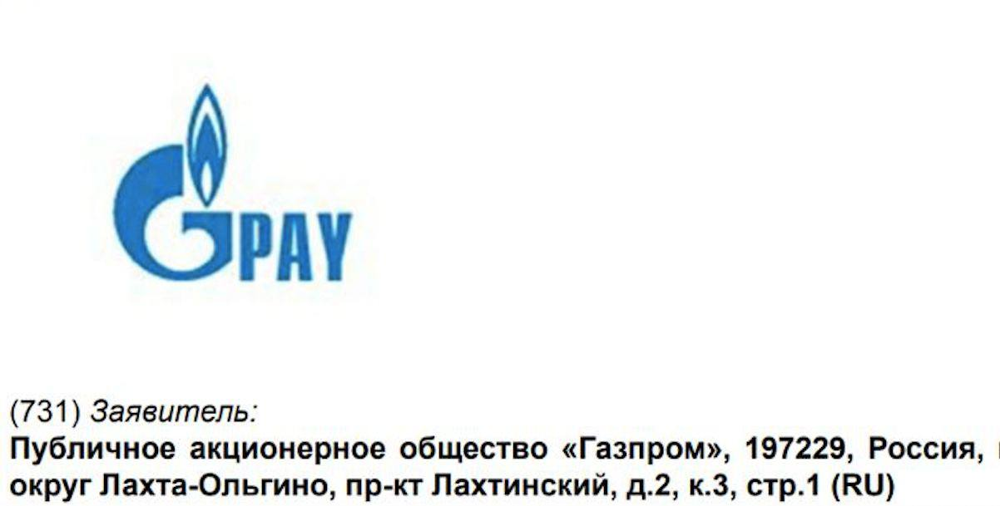 GPAY
(731) Заявитель:
Публичное акционерное общество «Газпром», 197229, Россия,
округ Лахта-Ольгино, пр-кт Лахтинский, д.2, к.3, стр.1 (RU)